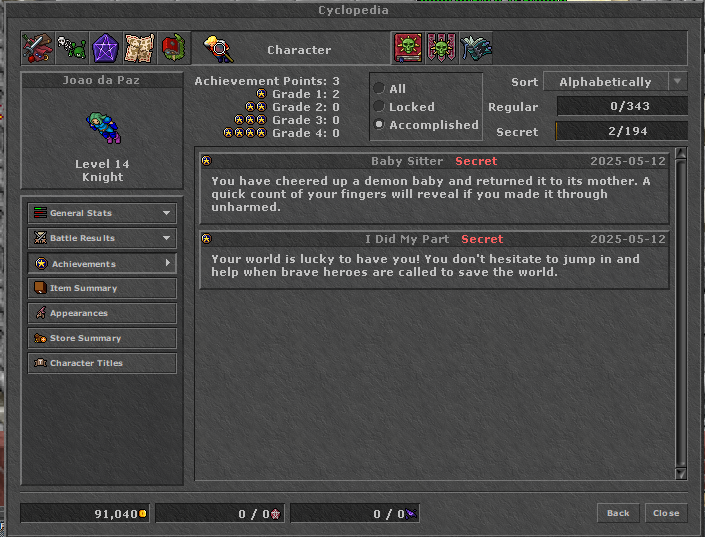 Cyclopedia
Character
Joao da Paz
Level 14
Knight
General Stats
Battle Results
Achievements
Item Summary
Appearances
Store Summary
Character Titles
Achievement Points: 3
Grade 1: 2
Grade 2: 0
Grade 3: 0
Grade 4: 0
All
Locked
Accomplished
Sort Alphabetically
Regular 0/343
Secret 2/194
Baby Sitter Secret 2025-05-12
You have cheered up a demon baby and returned it to its mother. A
quick count of your fingers will reveal if you made it through
unharmed.
I Did My Part Secret 2025-05-12
Your world is lucky to have you! You don't hesitate to jump in and
help when brave heroes are called to save the world.
91,040
0 / 0
0 / 0
Back
Close